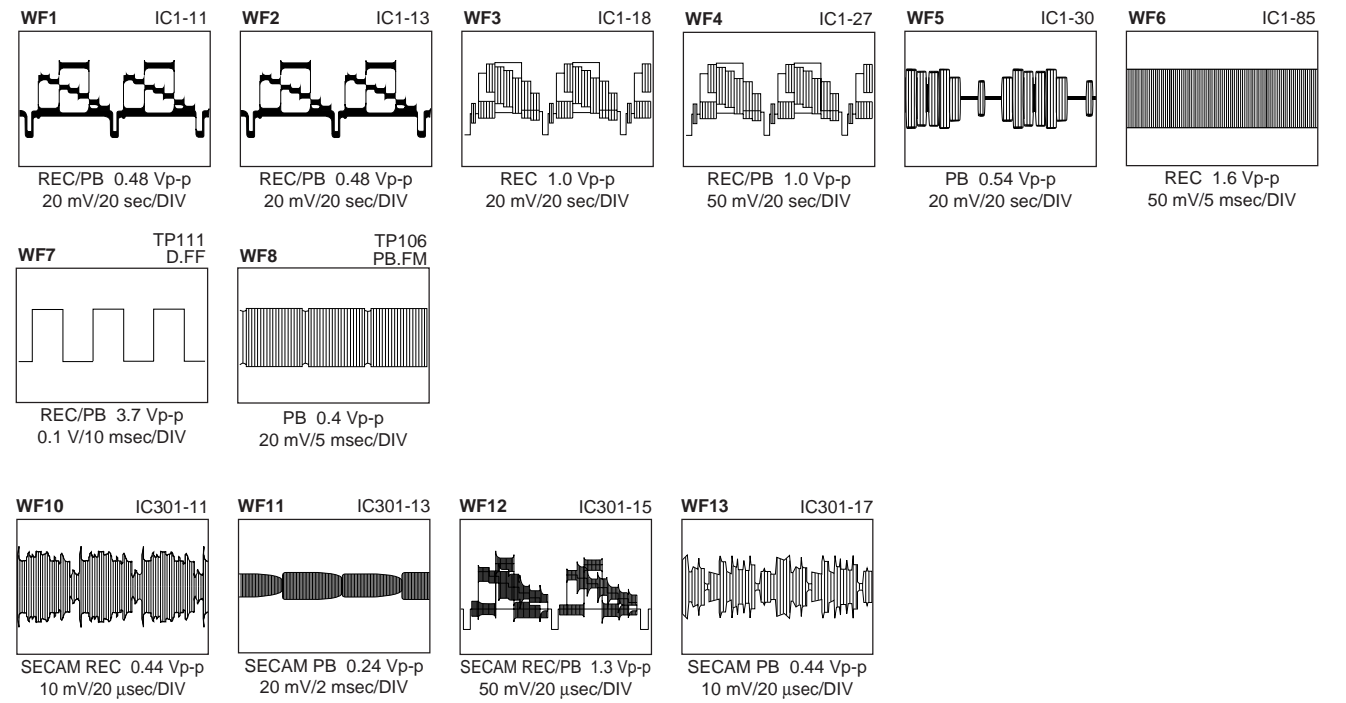 WF1 IC1-11
REC/PB 0.48 Vp-p
20 mV/20 sec/DIV
WF2 IC1-13
REC/PB 0.48 Vp-p
20 mV/20 sec/DIV
WF3 IC1-18
REC 1.0 Vp-p
20 mV/20 sec/DIV
WF4 IC1-27
REC/PB 1.0 Vp-p
50 mV/20 sec/DIV
WF5 IC1-30
PB 0.54 Vp-p
20 mV/20 sec/DIV
WF6 IC1-85
REC 1.6 Vp-p
50 mV/5 msec/DIV
TP111
WF7 D.FF
REC/PB 3.7 Vp-p
0.1 V/10 msec/DIV
TP106
WF8 PB.FM
PB 0.4 Vp-p
20 mV/5 msec/DIV
WF10 IC301-11
SECAM REC 0.44 Vp-p
10 mV/20 µsec/DIV
WF11 IC301-13
SECAM PB 0.24 Vp-p
20 mV/2 msec/DIV
WF12 IC301-15
SECAM REC/PB 1.3 Vp-p
50 mV/20 µsec/DIV
WF13 IC301-17
SECAM PB 0.44 Vp-p
10 mV/20 µsec/DIV